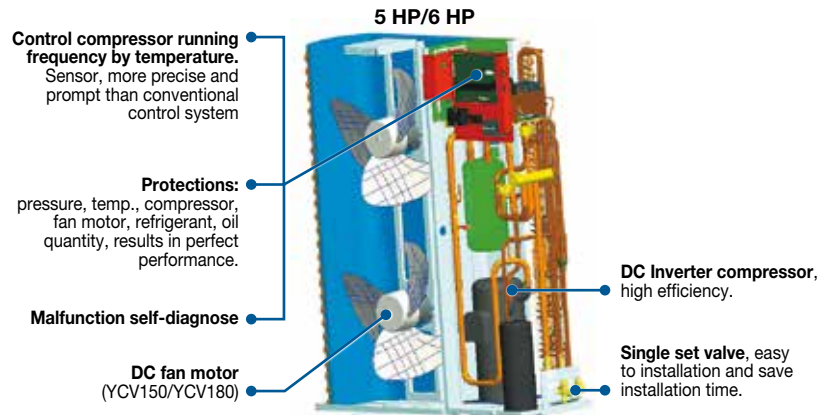 5 HP/6 HP
Control compressor running
frequency by temperature.
Sensor, more precise and
prompt than conventional
control system
Protections:
pressure, temp., compressor,
fan motor, refrigerant, oil
quantity, results in perfect
performance.
Malfunction self-diagnose
DC fan motor
(YCV150/YCV180)
DC Inverter compressor,
high efficiency.
Single set valve, easy
to installation and save
installation time.